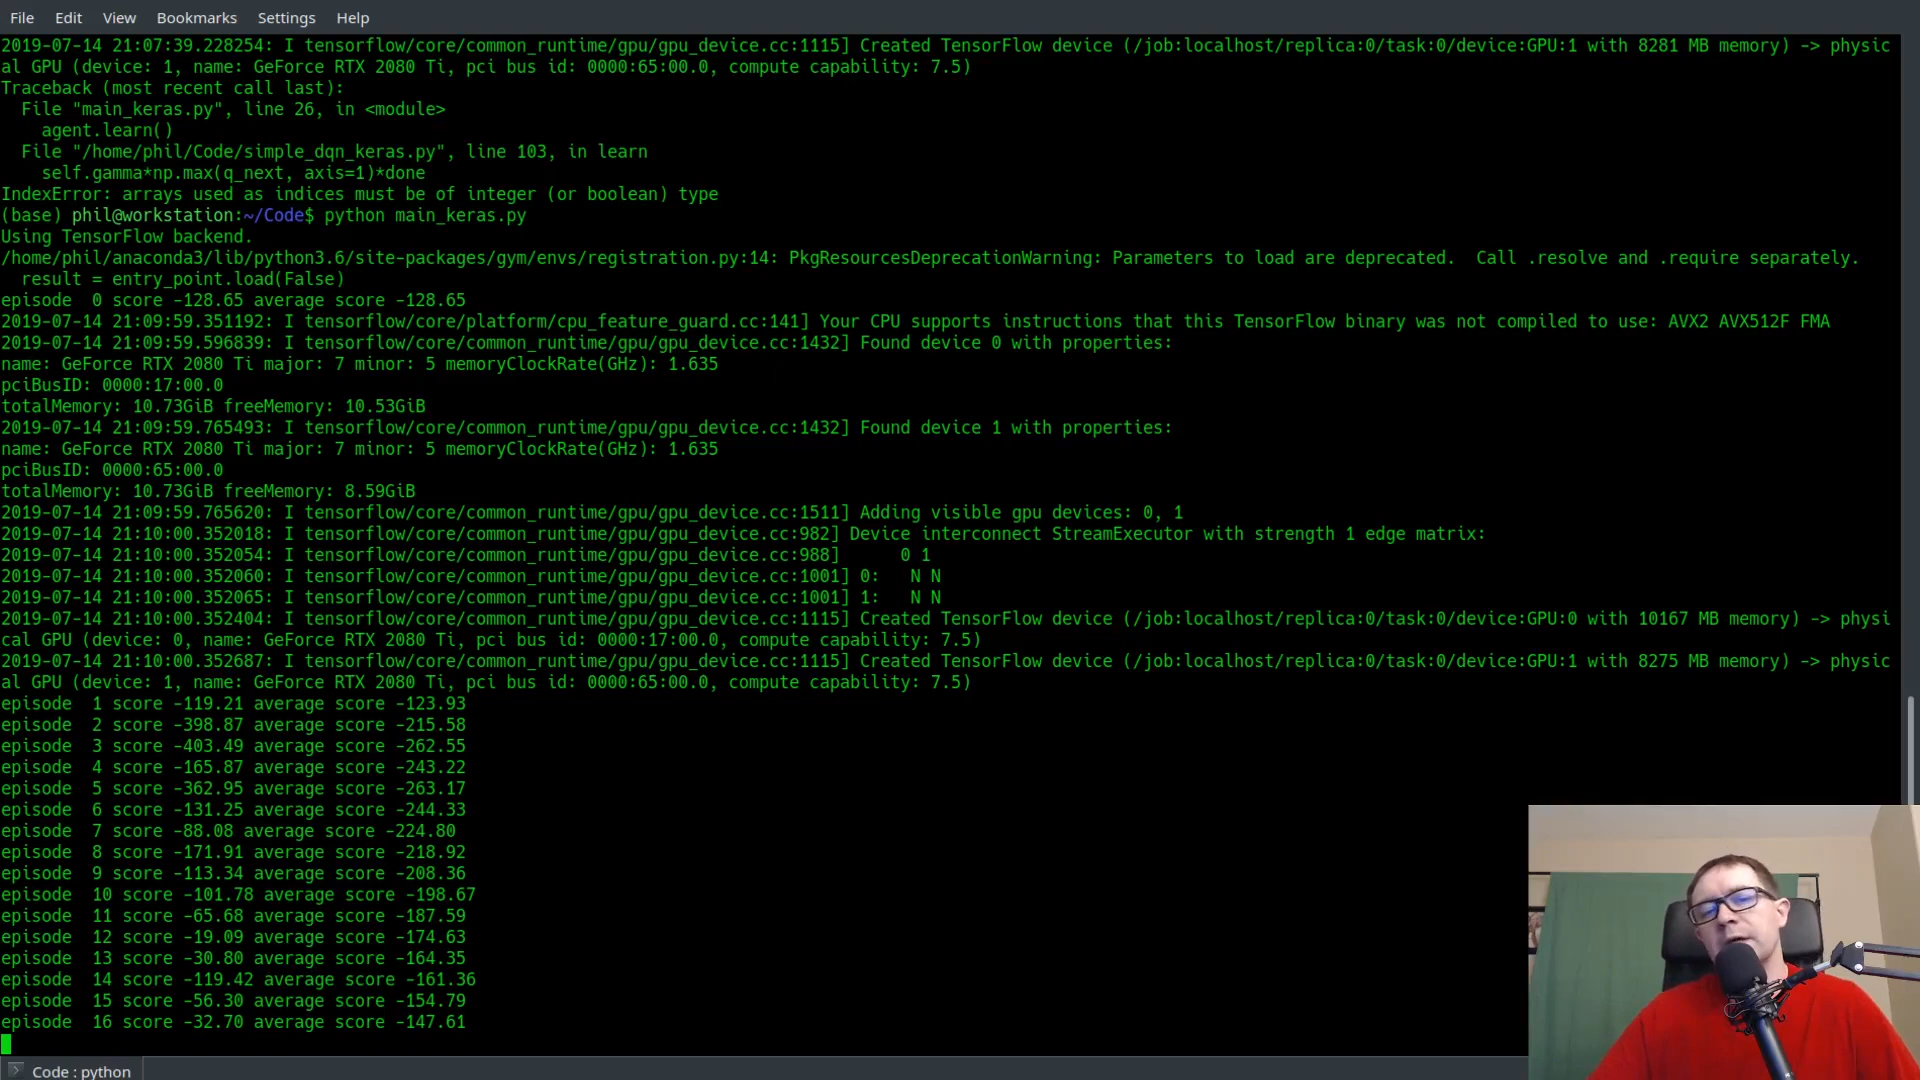 File Edit View Bookmarks Settings Help
2019-07-14 21:07:39.228254: I tensorflow/core/common_runtime/gpu/gpu_device.cc:1115] Created TensorFlow device (/job:localhost/replica:0/task:0/device:GPU:1 with 8281 MB memory) -> physic
al GPU (device: 1, name: GeForce RTX 2080 Ti, pci bus id: 0000:65:00.0, compute capability: 7.5)
Traceback (most recent call last):
  File "main_keras.py", line 26, in <module>
    agent.learn()
  File "/home/phil/Code/simple_dqn_keras.py", line 103, in learn
    self.gamma*np.max(q_next, axis=1)*done
IndexError: arrays used as indices must be of integer (or boolean) type
(base) phil@workstation:~/Code$ python main_keras.py
Using TensorFlow backend.
/home/phil/anaconda3/lib/python3.6/site-packages/gym/envs/registration.py:14: PkgResourcesDeprecationWarning: Parameters to load are deprecated.  Call .resolve and .require separately.
  result = entry_point.load(False)
episode  0 score -128.65 average score -128.65
2019-07-14 21:09:59.351192: I tensorflow/core/platform/cpu_feature_guard.cc:141] Your CPU supports instructions that this TensorFlow binary was not compiled to use: AVX2 AVX512F FMA
2019-07-14 21:09:59.596839: I tensorflow/core/common_runtime/gpu/gpu_device.cc:1432] Found device 0 with properties:
name: GeForce RTX 2080 Ti major: 7 minor: 5 memoryClockRate(GHz): 1.635
pciBusID: 0000:17:00.0
totalMemory: 10.73GiB freeMemory: 10.53GiB
2019-07-14 21:09:59.765493: I tensorflow/core/common_runtime/gpu/gpu_device.cc:1432] Found device 1 with properties:
name: GeForce RTX 2080 Ti major: 7 minor: 5 memoryClockRate(GHz): 1.635
pciBusID: 0000:65:00.0
totalMemory: 10.73GiB freeMemory: 8.59GiB
2019-07-14 21:09:59.765620: I tensorflow/core/common_runtime/gpu/gpu_device.cc:1511] Adding visible gpu devices: 0, 1
2019-07-14 21:10:00.352018: I tensorflow/core/common_runtime/gpu/gpu_device.cc:982] Device interconnect StreamExecutor with strength 1 edge matrix:
2019-07-14 21:10:00.352054: I tensorflow/core/common_runtime/gpu/gpu_device.cc:988]      0 1
2019-07-14 21:10:00.352060: I tensorflow/core/common_runtime/gpu/gpu_device.cc:1001] 0:   N N
2019-07-14 21:10:00.352065: I tensorflow/core/common_runtime/gpu/gpu_device.cc:1001] 1:   N N
2019-07-14 21:10:00.352404: I tensorflow/core/common_runtime/gpu/gpu_device.cc:1115] Created TensorFlow device (/job:localhost/replica:0/task:0/device:GPU:0 with 10167 MB memory) -> physi
cal GPU (device: 0, name: GeForce RTX 2080 Ti, pci bus id: 0000:17:00.0, compute capability: 7.5)
2019-07-14 21:10:00.352687: I tensorflow/core/common_runtime/gpu/gpu_device.cc:1115] Created TensorFlow device (/job:localhost/replica:0/task:0/device:GPU:1 with 8275 MB memory) -> physic
al GPU (device: 1, name: GeForce RTX 2080 Ti, pci bus id: 0000:65:00.0, compute capability: 7.5)
episode  1 score -119.21 average score -123.93
episode  2 score -398.87 average score -215.58
episode  3 score -403.49 average score -262.55
episode  4 score -165.87 average score -243.22
episode  5 score -362.95 average score -263.17
episode  6 score -131.25 average score -244.33
episode  7 score -88.08 average score -224.80
episode  8 score -171.91 average score -218.92
episode  9 score -113.34 average score -208.36
episode  10 score -101.78 average score -198.67
episode  11 score -65.68 average score -187.59
episode  12 score -19.09 average score -174.63
episode  13 score -30.80 average score -164.35
episode  14 score -119.42 average score -161.36
episode  15 score -56.30 average score -154.79
episode  16 score -32.70 average score -147.61
Code : python